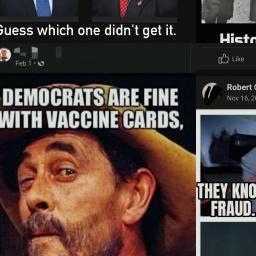 Guess which one didn't get it.
Feb 1
DEMOCRATS ARE FINE
WITH VACCINE CARDS,
Histo
Like
Robert
Nov 16, 2
THEY KNO
FRAUD.